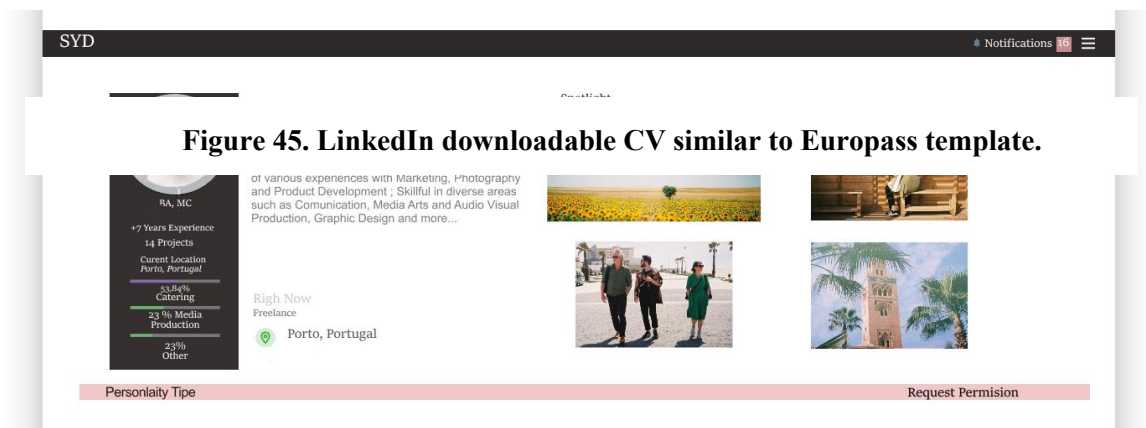 SYD
Notifications 16
Spotlight
Figure 45. LinkedIn downloadable CV similar to Europass template.
of various experiences with Marketing, Photography
and Product Development ; Skillful in diverse areas
such as Comunication, Media Arts and Audio Visual
Production, Graphic Design and more...
BA, MC
+7 Years Experience
14 Projects
Curent Location
Porto, Portugal
53,84%
Catering
23 % Media
Production
23%
Other
Righ Now
Freelance
Porto, Portugal
Personlaity Tipe
Request Permision